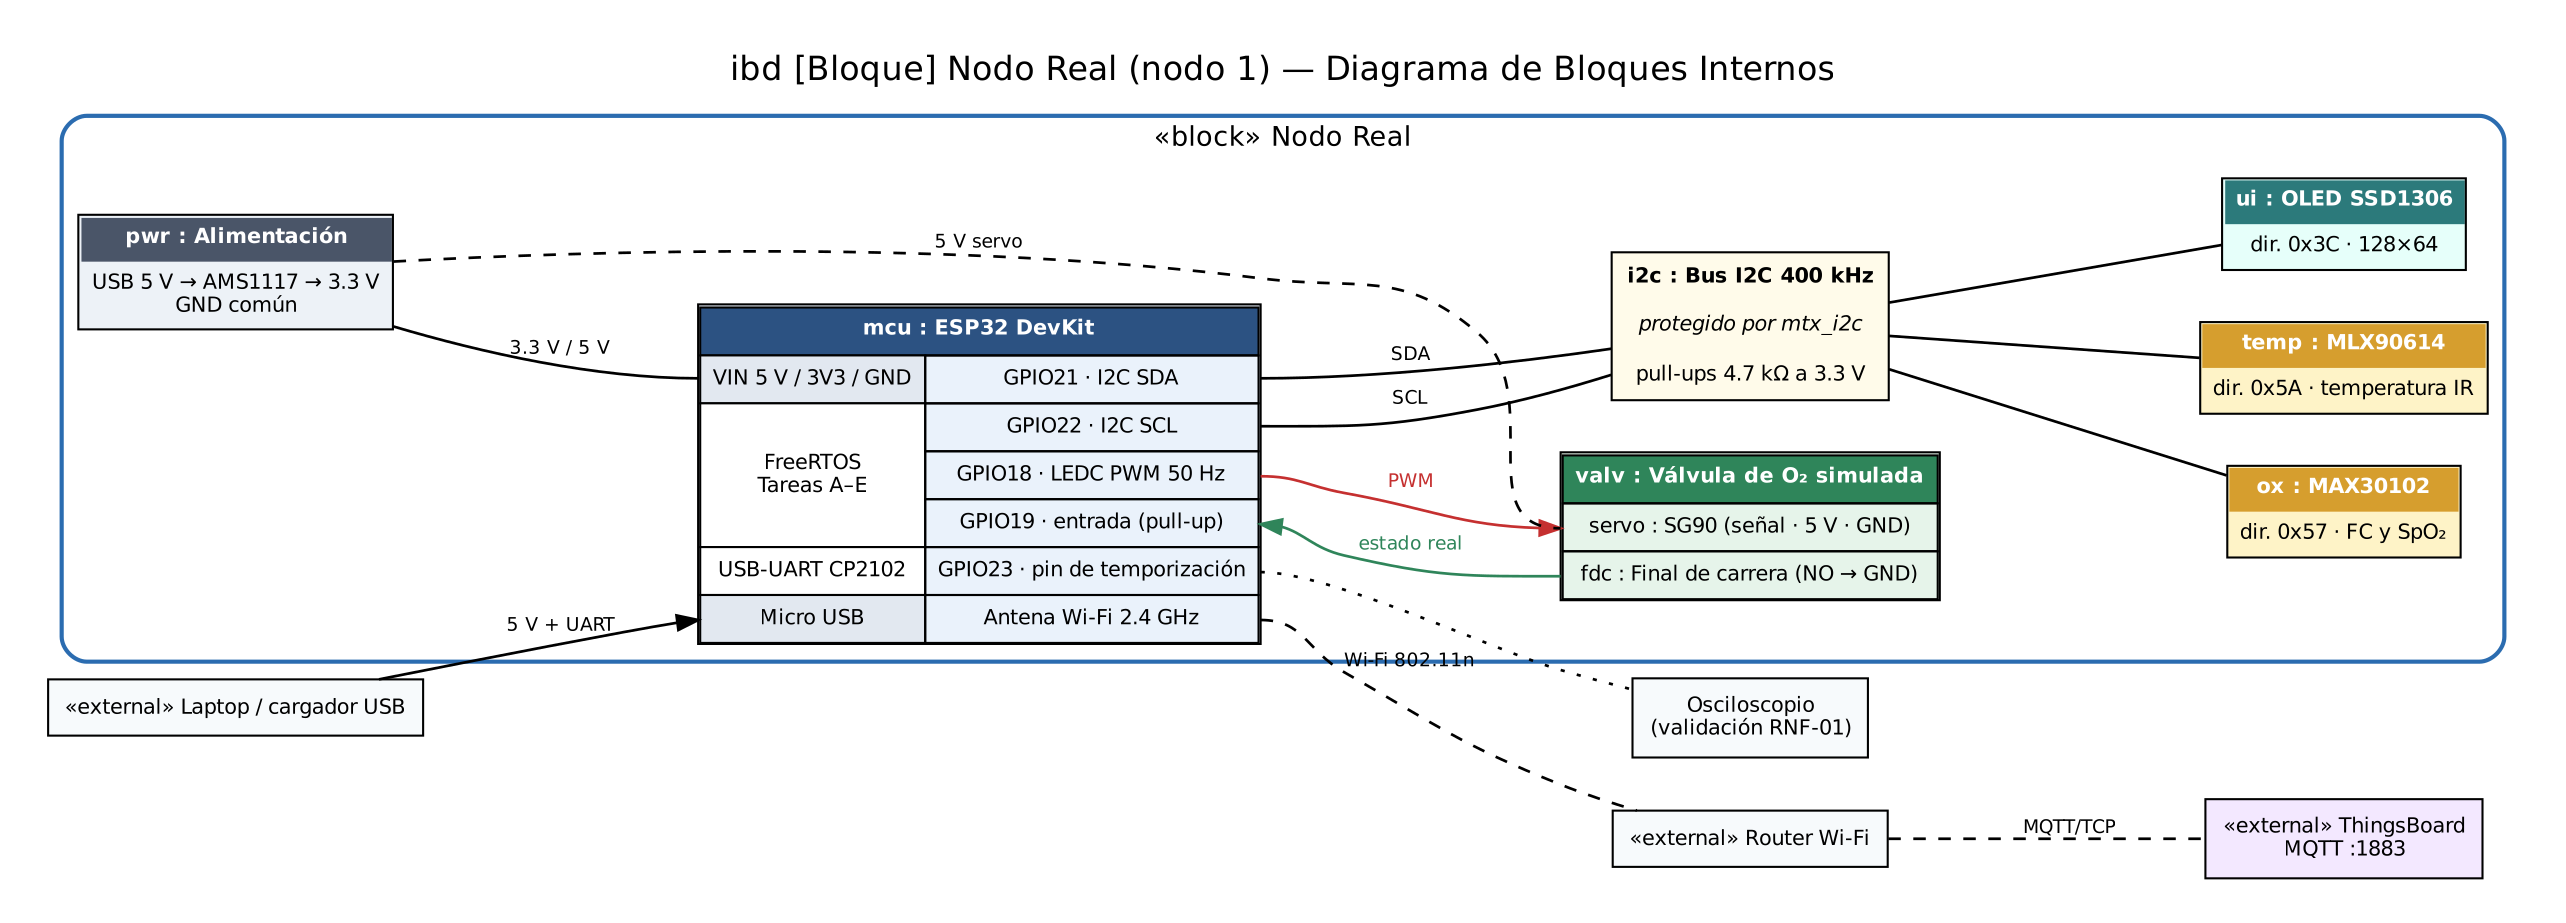 ibd [Bloque] Nodo Real (nodo 1) — Diagrama de Bloques Internos
«block» Nodo Real
pwr : Alimentación
USB 5 V → AMS1117 → 3.3 V
GND común
5 V servo
3.3 V / 5 V
mcu : ESP32 DevKit
VIN 5 V / 3V3 / GND
GPIO21 · I2C SDA
FreeRTOS
Tareas A–E
GPIO22 · I2C SCL
GPIO18 · LEDC PWM 50 Hz
GPIO19 · entrada (pull-up)
USB-UART CP2102
GPIO23 · pin de temporización
Micro USB
Antena Wi-Fi 2.4 GHz
SDA
SCL
PWM
estado real
i2c : Bus I2C 400 kHz
protegido por mtx_i2c
pull-ups 4.7 kΩ a 3.3 V
valv : Válvula de O₂ simulada
servo : SG90 (señal · 5 V · GND)
fdc : Final de carrera (NO → GND)
ui : OLED SSD1306
dir. 0x3C · 128×64
temp : MLX90614
dir. 0x5A · temperatura IR
ox : MAX30102
dir. 0x57 · FC y SpO₂
5 V + UART
«external» Laptop / cargador USB
Wi-Fi 802.11n
Osciloscopio
(validación RNF-01)
«external» Router Wi-Fi
MQTT/TCP
«external» ThingsBoard
MQTT :1883